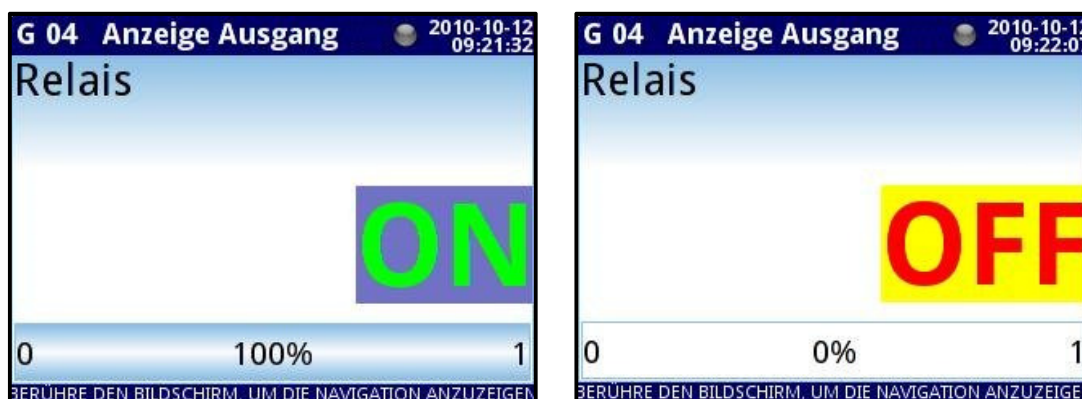 G 04 Anzeige Ausgang 2010-10-12
09:21:32
Relais
ON
0 100% 1
BERÜHRE DEN BILDSCHIRM, UM DIE NAVIGATION ANZUZEIGEN
G 04 Anzeige Ausgang 2010-10-12
09:22:03
Relais
OFF
0 0% 1
BERÜHRE DEN BILDSCHIRM, UM DIE NAVIGATION ANZUZEIGE